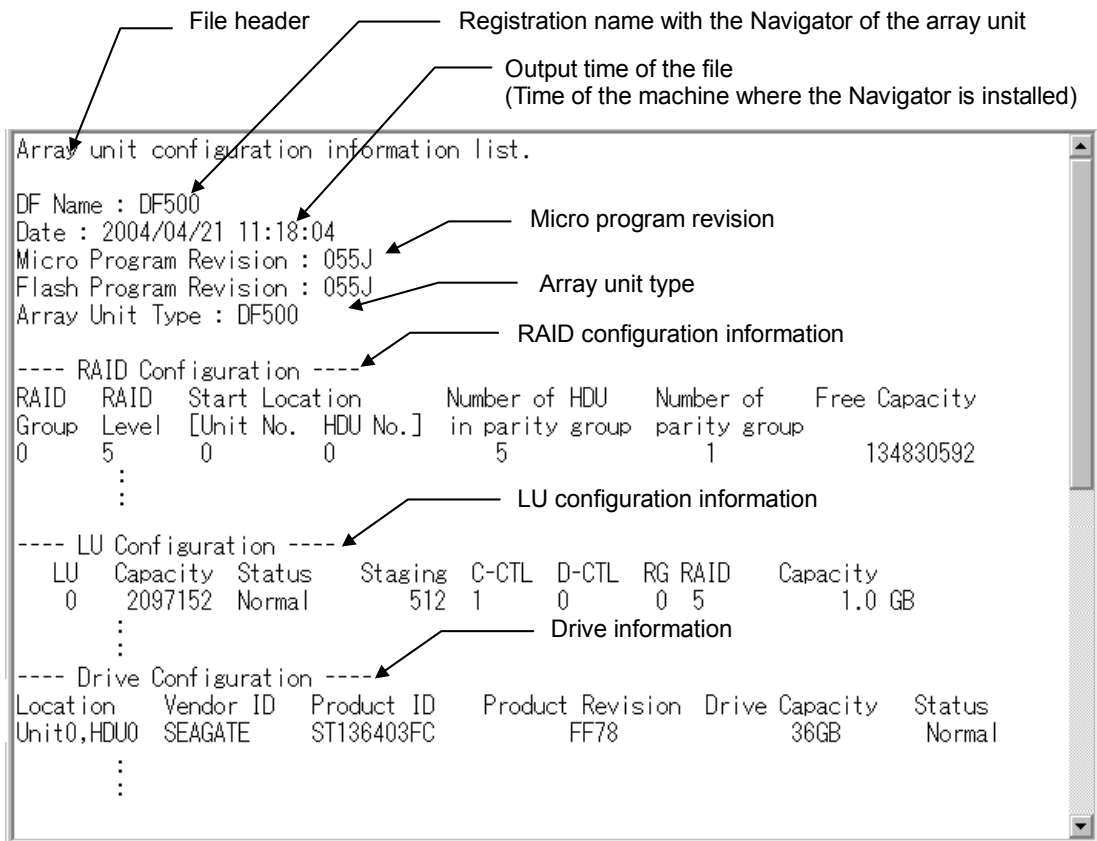 File header
Registration name with the Navigator of the array unit
Output time of the file
(Time of the machine where the Navigator is installed)
Array unit configuration information list.
DF Name : DF500
Date : 2004/04/21 11:18:04
Micro program revision
Micro Program Revision : 055J
Flash Program Revision : 055J
Array unit type
Array Unit Type : DF500
RAID configuration information
---- RAID Configuration ----
RAID RAID Start Location Number of HDU Number of Free Capacity
Group Level [Unit No. HDU No.] in parity group parity group
0 5 0 0 5 1 134830592
:
:
LU configuration information
---- LU Configuration ----
LU Capacity Status Staging C-CTL D-CTL RG RAID Capacity
0 2097152 Normal 512 1 0 0 5 1.0 GB
:
:
Drive information
---- Drive Configuration ----
Location Vendor ID Product ID Product Revision Drive Capacity Status
Unit0,HDU0 SEAGATE ST136403FC FF78 36GB Normal
:
: